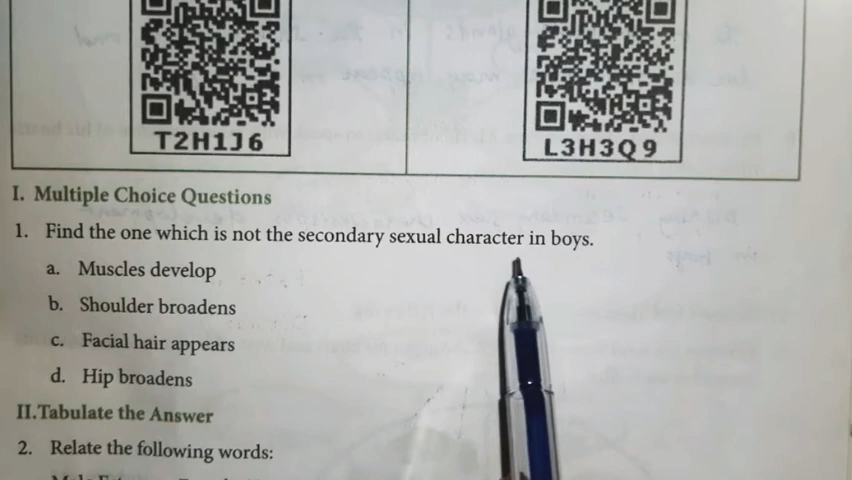 T2H1J6
L3H3Q9
I. Multiple Choice Questions
1. Find the one which is not the secondary sexual character in boys.
a. Muscles develop
b. Shoulder broadens
c. Facial hair appears
d. Hip broadens
II.Tabulate the Answer
2. Relate the following words: